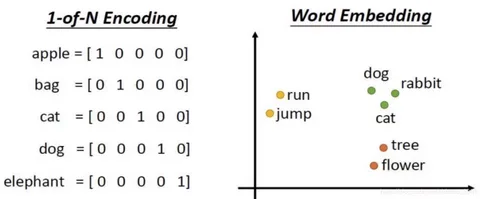 1-of-N Encoding
apple = [ 1 0 0 0 0]
bag = [ 0 1 0 0 0]
cat = [ 0 0 1 0 0]
dog = [ 0 0 0 1 0]
elephant = [ 0 0 0 0 1]
Word Embedding
dog
rabbit
run
jump
cat
tree
flower